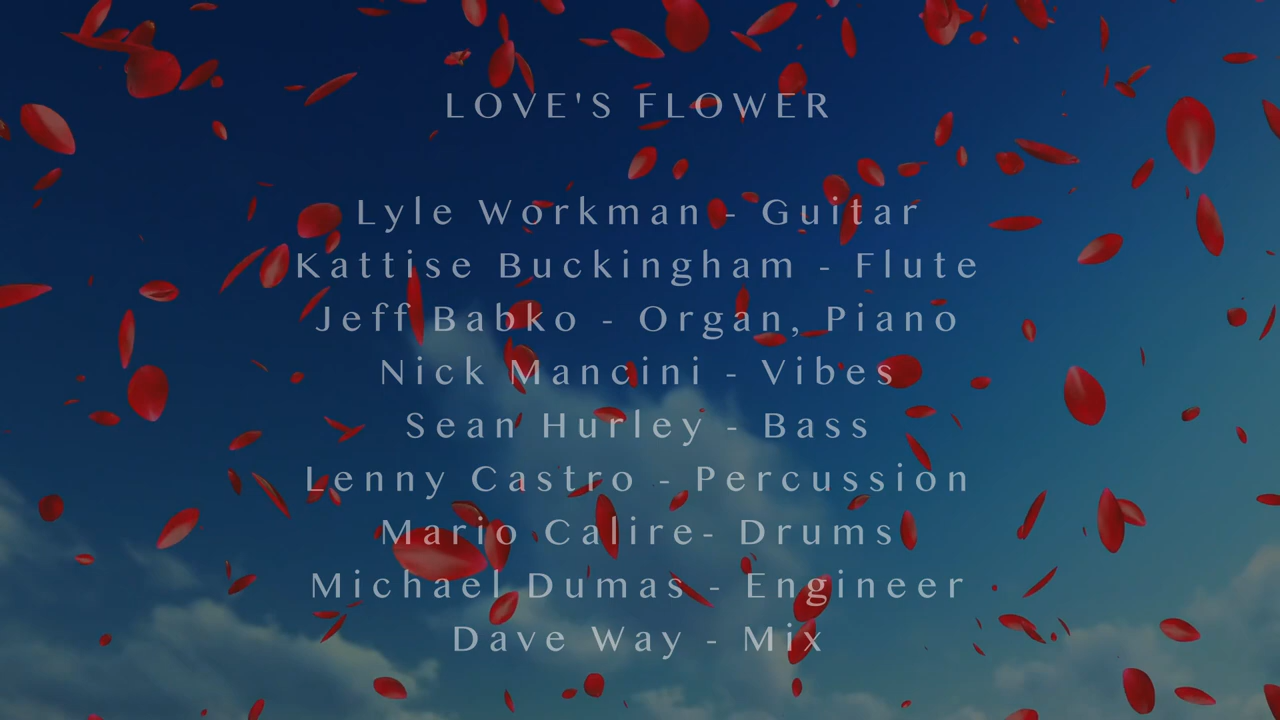 LOVE'S FLOWER
Lyle Workman - Guitar
Kattise Buckingham - Flute
Jeff Babko - Organ, Piano
Nick Mancini - Vibes
Sean Hurley - Bass
Lenny Castro - Percussion
Mario Calire- Drums
Michael Dumas - Engineer
Dave Way - Mix